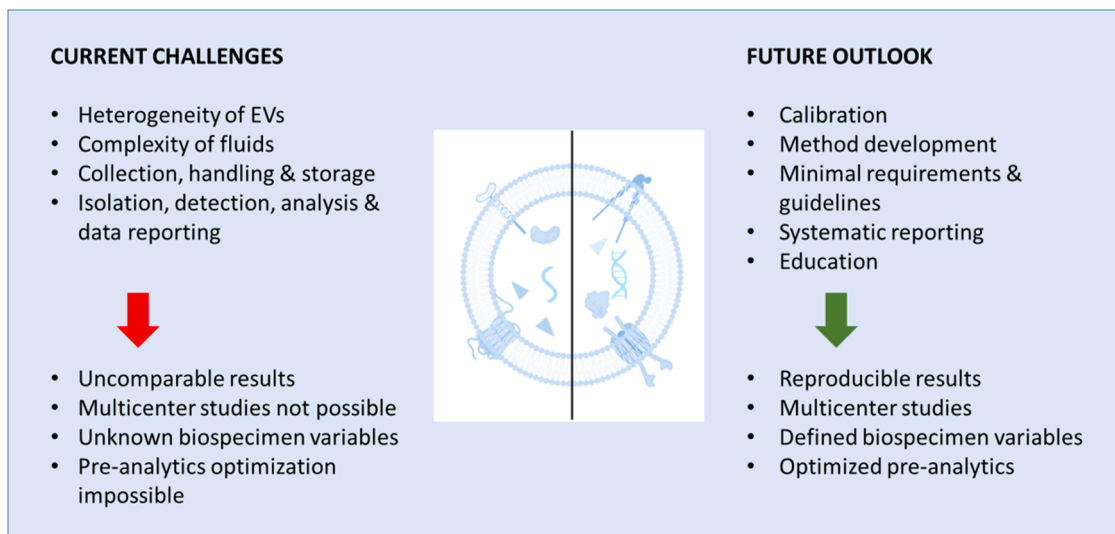 CURRENT CHALLENGES
• Heterogeneity of EVs
• Complexity of fluids
• Collection, handling & storage
• Isolation, detection, analysis &
data reporting
• Uncomparable results
• Multicenter studies not possible
• Unknown biospecimen variables
• Pre-analytics optimization
impossible
FUTURE OUTLOOK
• Calibration
• Method development
• Minimal requirements &
guidelines
• Systematic reporting
• Education
• Reproducible results
• Multicenter studies
• Defined biospecimen variables
• Optimized pre-analytics